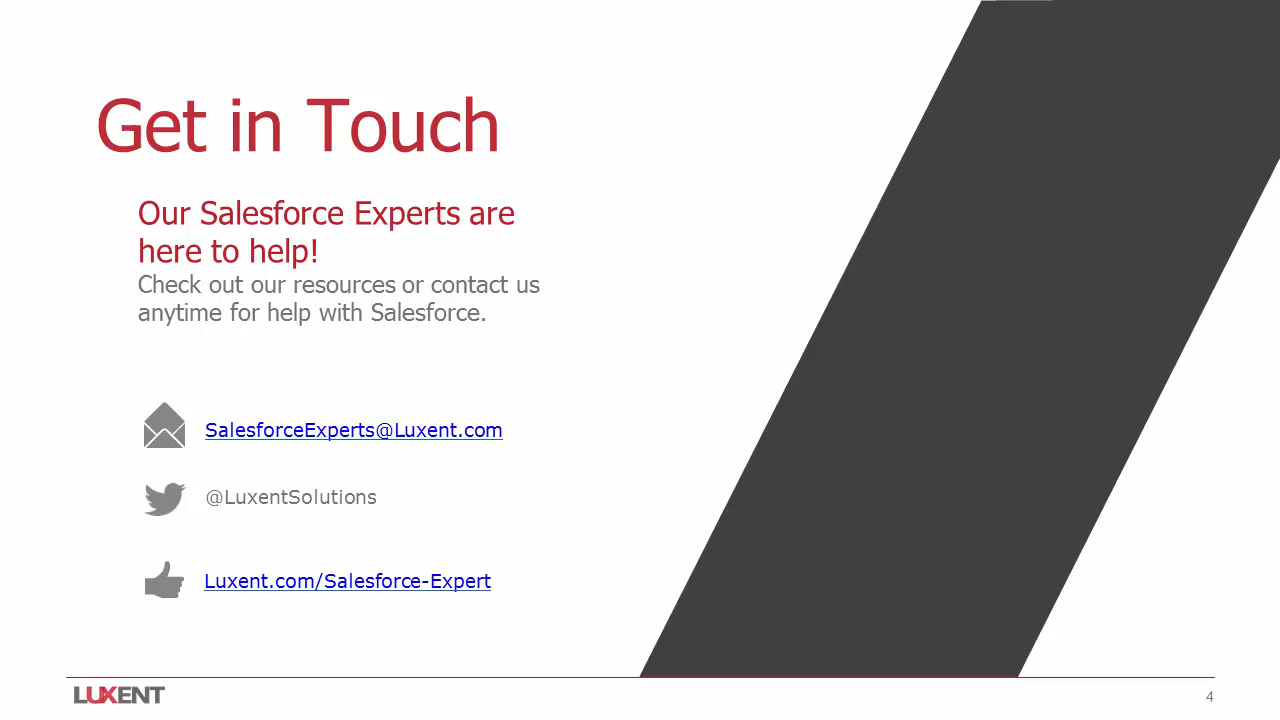 Get in Touch
Our Salesforce Experts are
here to help!
Check out our resources or contact us
anytime for help with Salesforce.
SalesforceExperts@Luxent.com
@LuxentSolutions
Luxent.com/Salesforce-Expert
LUXENT
4